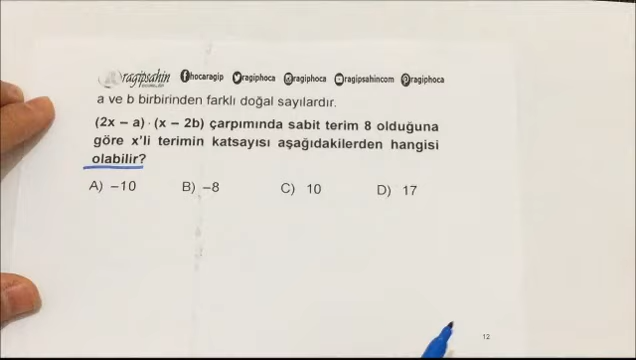 ragipsahin hocaragip ragiphoca ragiphoca ragipsahincom ragiphoca
a ve b birbirinden farklı doğal sayılardır.
(2x – a) · (x – 2b) çarpımında sabit terim 8 olduğuna
göre x'li terimin katsayısı aşağıdakilerden hangisi
olabilir?
A) –10 B) –8 C) 10 D) 17
12